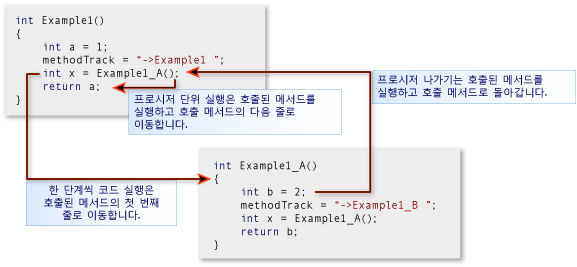 int Example1()
{
int a = 1;
methodTrack = “->Example1 ”;
int x = Example1_A();
return a;
}
프로시저 단위 실행은 호출된 메서드를
실행하고 호출 메서드의 다음 줄로
이동합니다.
프로시저 나가기는 호출된 메서드를
실행하고 호출 메서드로 돌아갑니다.
한 단계씩 코드 실행은
호출된 메서드의 첫 번째
줄로 이동합니다.
int Example1_A()
{
int b = 2;
methodTrack = “->Example1_B ”;
int x = Example1_A();
return b;
}